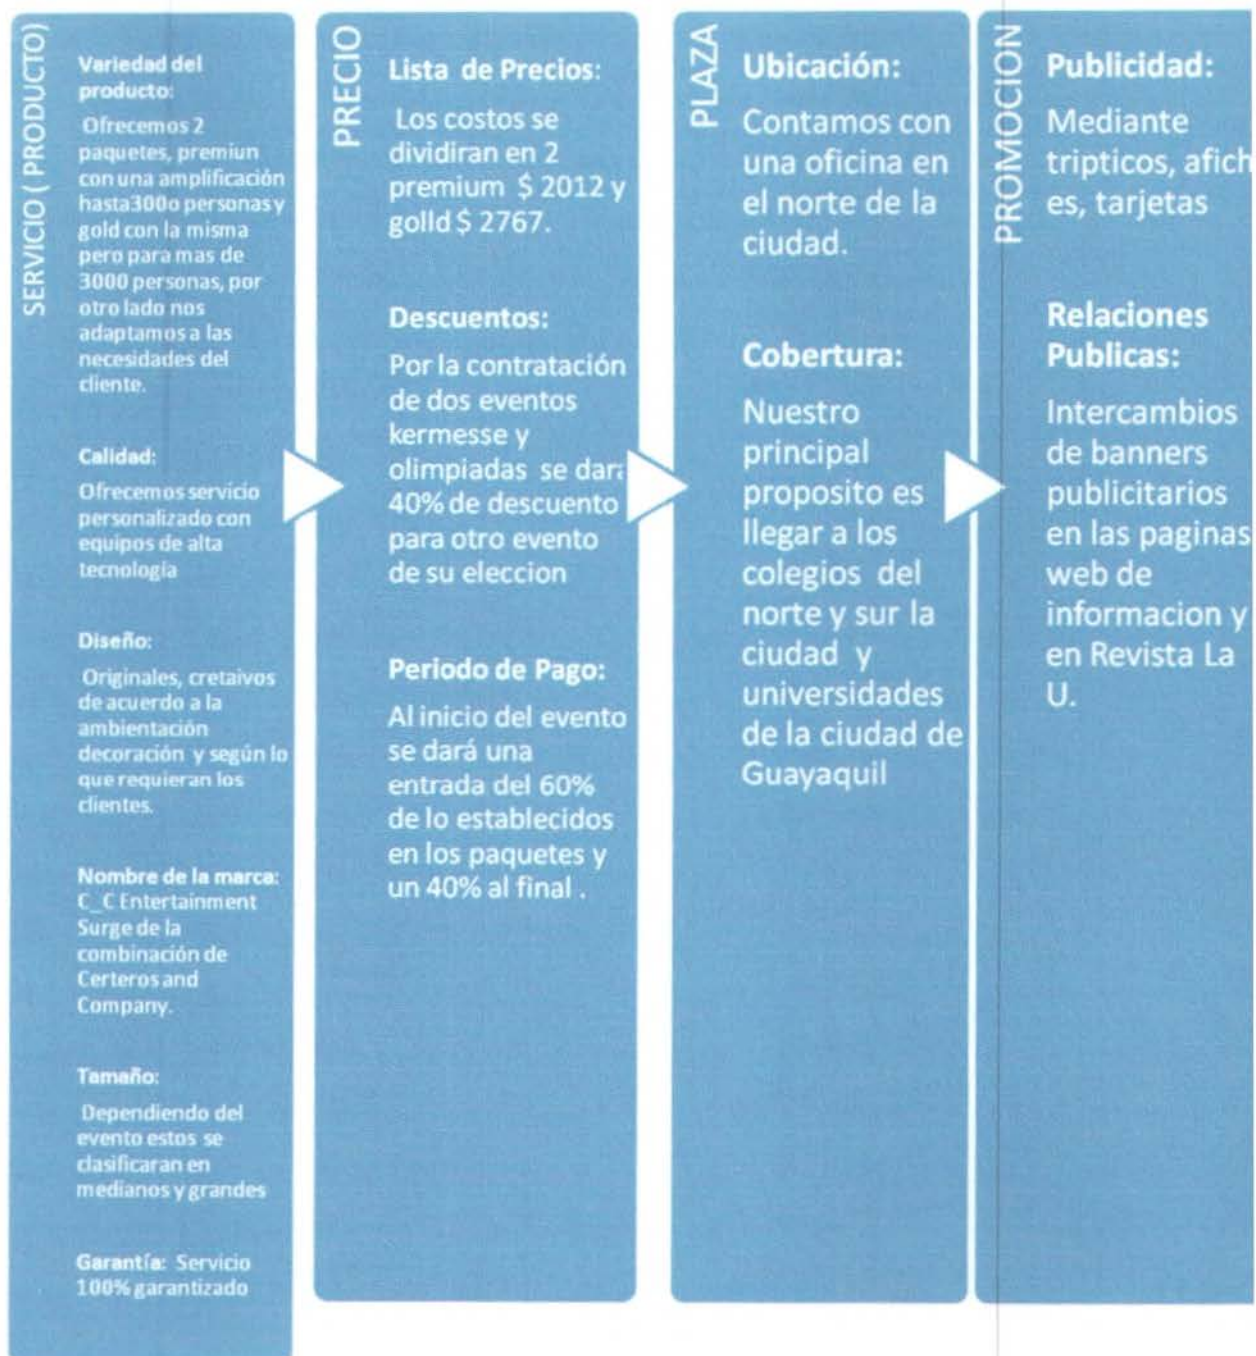 SERVICIO ( PRODUCTO)
Variedad del
producto:
Ofrecemos 2
paquetes, premiun
con una amplificación
hasta300o personas y
gold con la misma
pero para mas de
3000 personas, por
otro lado nos
adaptamos a las
necesidades del
cliente.
Calidad:
Ofrecemos servicio
personalizado con
equipos de alta
tecnología
Diseño:
Originales, cretaivos
de acuerdo a la
ambientación
decoración y según lo
que requieran los
clientes.
Nombre de la marca:
C_C Entertainment
Surge de la
combinación de
Certeros and
Company.
Tamaño:
Dependiendo del
evento estos se
clasificaran en
medianos y grandes
Garantía: Servicio
100% garantizado
PRECIO
Lista de Precios:
Los costos se
dividiran en 2
premium $ 2012 y
golld $ 2767.
Descuentos:
Por la contratación
de dos eventos
kermesse y
olimpiadas se dara
40% de descuento
para otro evento
de su eleccion
Periodo de Pago:
Al inicio del evento
se dará una
entrada del 60%
de lo establecidos
en los paquetes y
un 40% al final .
PLAZA
Ubicación:
Contamos con
una oficina en
el norte de la
ciudad.
Cobertura:
Nuestro
principal
proposito es
llegar a los
colegios del
norte y sur la
ciudad y
universidades
de la ciudad de
Guayaquil
PROMOCION
Publicidad:
Mediante
tripticos, afich
es, tarjetas
Relaciones
Publicas:
Intercambios
de banners
publicitarios
en las paginas
web de
informacion y
en Revista La
U.